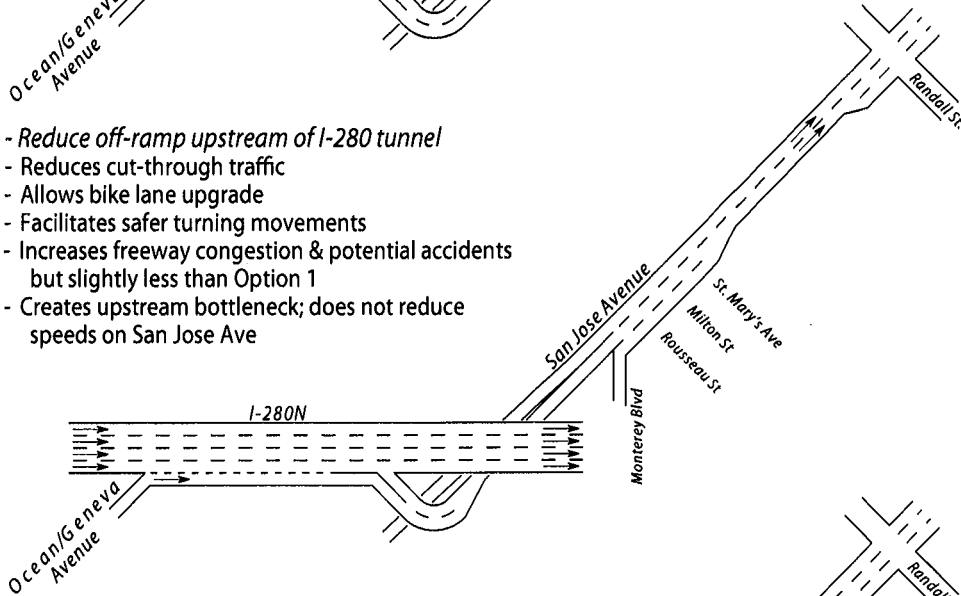 Ocean/Geneva
Avenue
Randall St.
- Reduce off-ramp upstream of I-280 tunnel
- Reduces cut-through traffic
- Allows bike lane upgrade
- Facilitates safer turning movements
- Increases freeway congestion & potential accidents
but slightly less than Option 1
- Creates upstream bottleneck; does not reduce
speeds on San Jose Ave
San Jose Avenue
St. Mary's Ave
Milton St
Rousseau St
Monterey Blvd
I-280N
Ocean/Geneva
Avenue
Randall